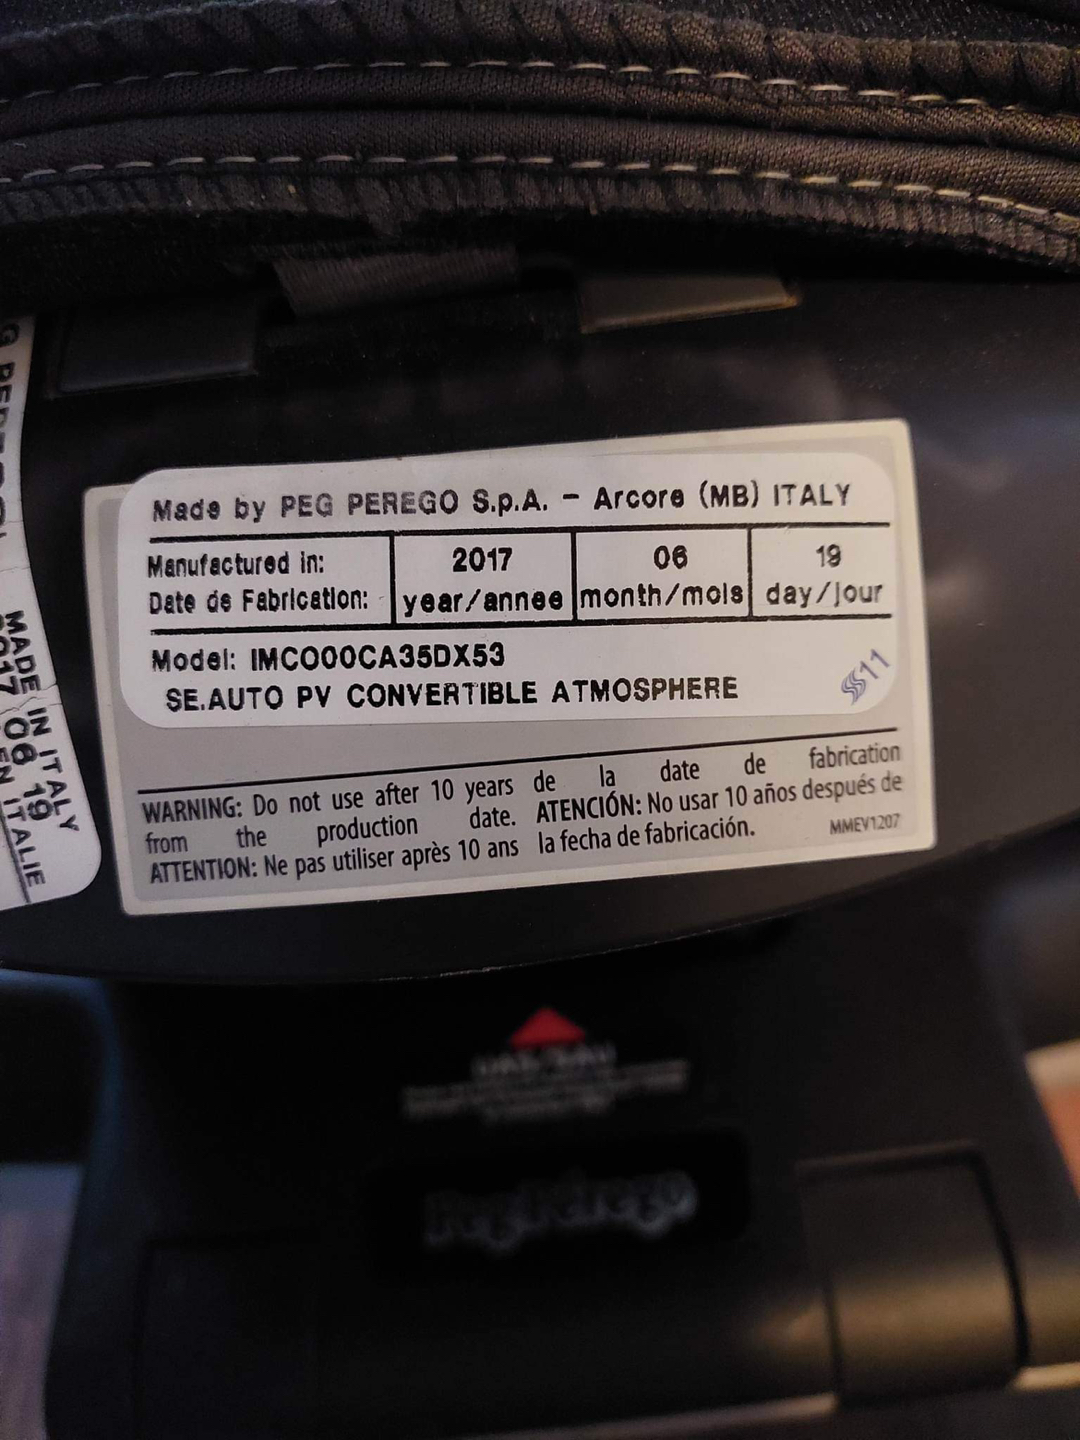 Made by PEG PEREGO S.p.A. - Arcore (MB) ITALY
Manufactured in: 2017 06 19
Date de Fabrication: year/annee month/mois day/jour
Model: IMCO00CA35DX53
SE.AUTO PV CONVERTIBLE ATMOSPHERE
SSS11
WARNING: Do not use after 10 years
from the production date.
ATTENTION: Ne pas utiliser après 10 ans
de la date de fabrication
ATENCIÓN: No usar 10 años después de
la fecha de fabricación.
MMEV1207
MADE IN ITALY
2017 06 19
EN ITALIE
PegPerego